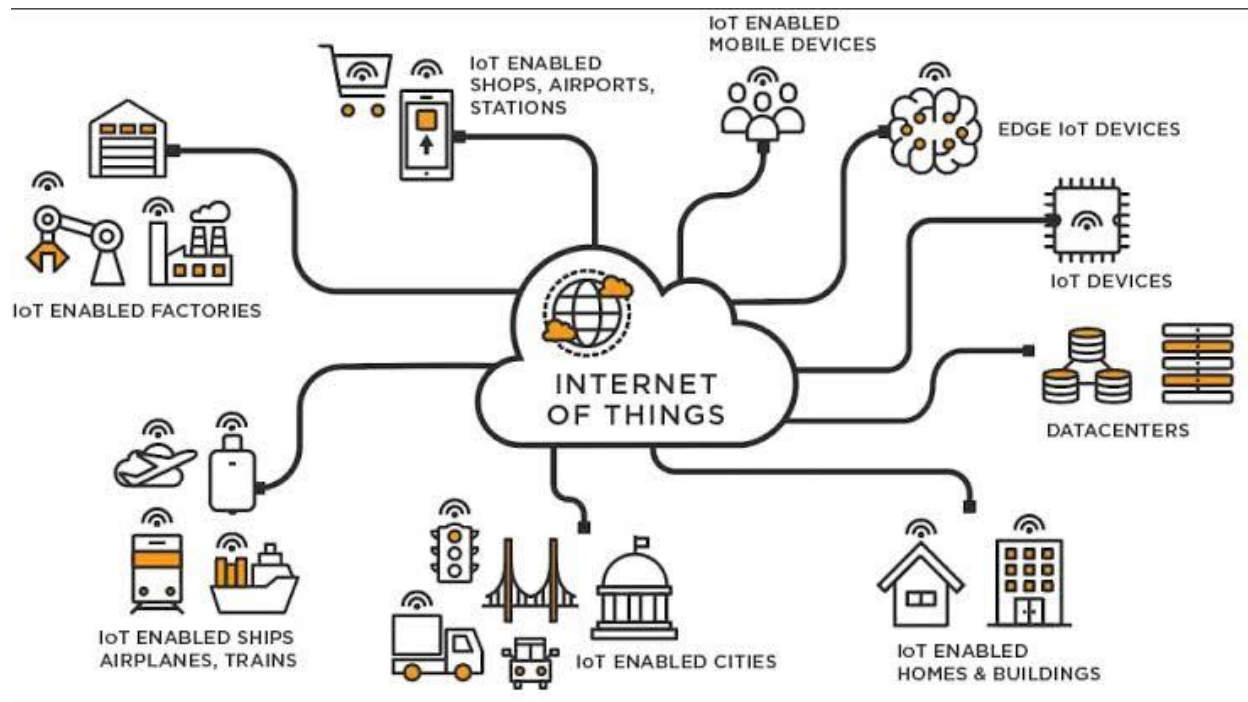 IoT ENABLED
SHOPS, AIRPORTS,
STATIONS
IoT ENABLED
MOBILE DEVICES
EDGE IoT DEVICES
IoT DEVICES
IoT ENABLED FACTORIES
INTERNET
OF THINGS
DATACENTERS
IoT ENABLED SHIPS
AIRPLANES, TRAINS
IoT ENABLED CITIES
IoT ENABLED
HOMES & BUILDINGS